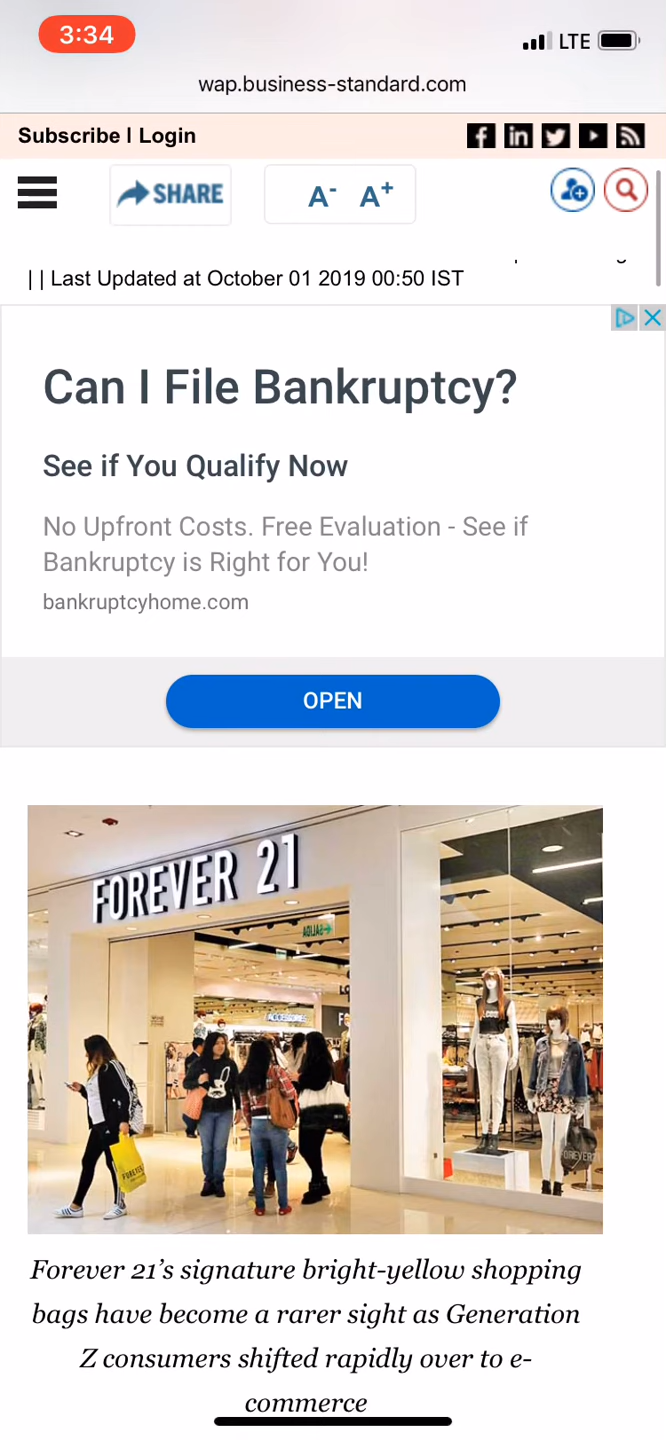 3:34
LTE
wap.business-standard.com
Subscribe | Login
SHARE
A- A+
| | Last Updated at October 01 2019 00:50 IST
Can I File Bankruptcy?
See if You Qualify Now
No Upfront Costs. Free Evaluation - See if
Bankruptcy is Right for You!
bankruptcyhome.com
OPEN
FOREVER 21
SALIDA
ACCESSORIES
FOREVER 21’s signature bright-yellow shopping
bags have become a rarer sight as Generation
Z consumers shifted rapidly over to e-
commerce